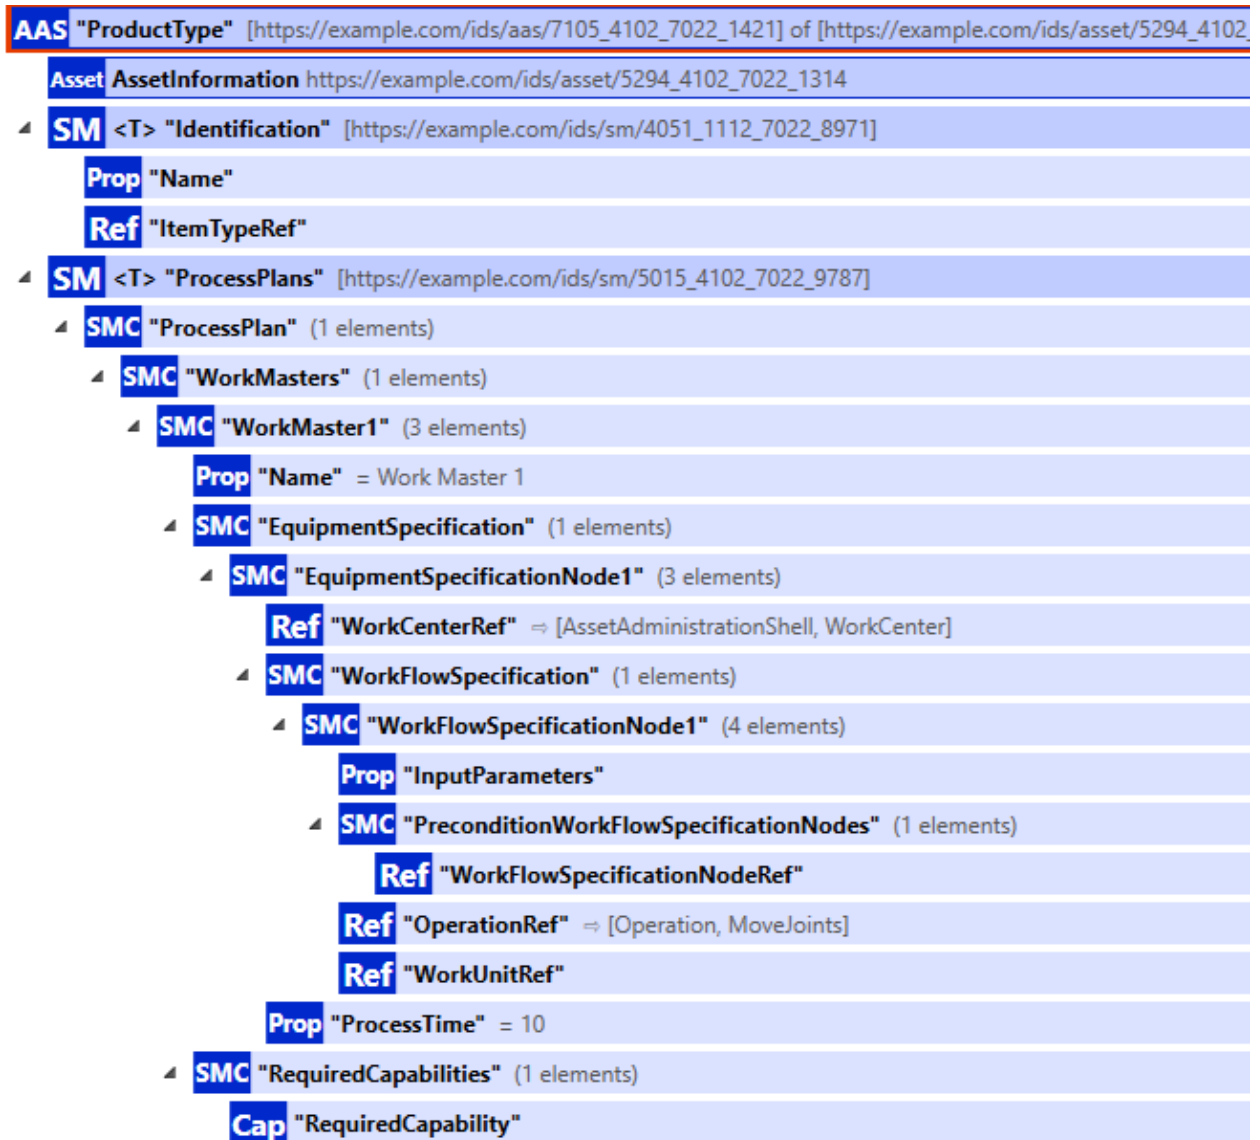 AAS "ProductType" [https://example.com/ids/aas/7105_4102_7022_1421] of [https://example.com/ids/asset/5294_4102_
Asset AssetInformation https://example.com/ids/asset/5294_4102_7022_1314
SM <T> "Identification" [https://example.com/ids/sm/4051_1112_7022_8971]
Prop "Name"
Ref "ItemTypeRef"
SM <T> "ProcessPlans" [https://example.com/ids/sm/5015_4102_7022_9787]
SMC "ProcessPlan" (1 elements)
SMC "WorkMasters" (1 elements)
SMC "WorkMaster1" (3 elements)
Prop "Name" = Work Master 1
SMC "EquipmentSpecification" (1 elements)
SMC "EquipmentSpecificationNode1" (3 elements)
Ref "WorkCenterRef" ⇨ [AssetAdministrationShell, WorkCenter]
SMC "WorkFlowSpecification" (1 elements)
SMC "WorkFlowSpecificationNode1" (4 elements)
Prop "InputParameters"
SMC "PreconditionWorkFlowSpecificationNodes" (1 elements)
Ref "WorkFlowSpecificationNodeRef"
Ref "OperationRef" ⇨ [Operation, MoveJoints]
Ref "WorkUnitRef"
Prop "ProcessTime" = 10
SMC "RequiredCapabilities" (1 elements)
Cap "RequiredCapability"